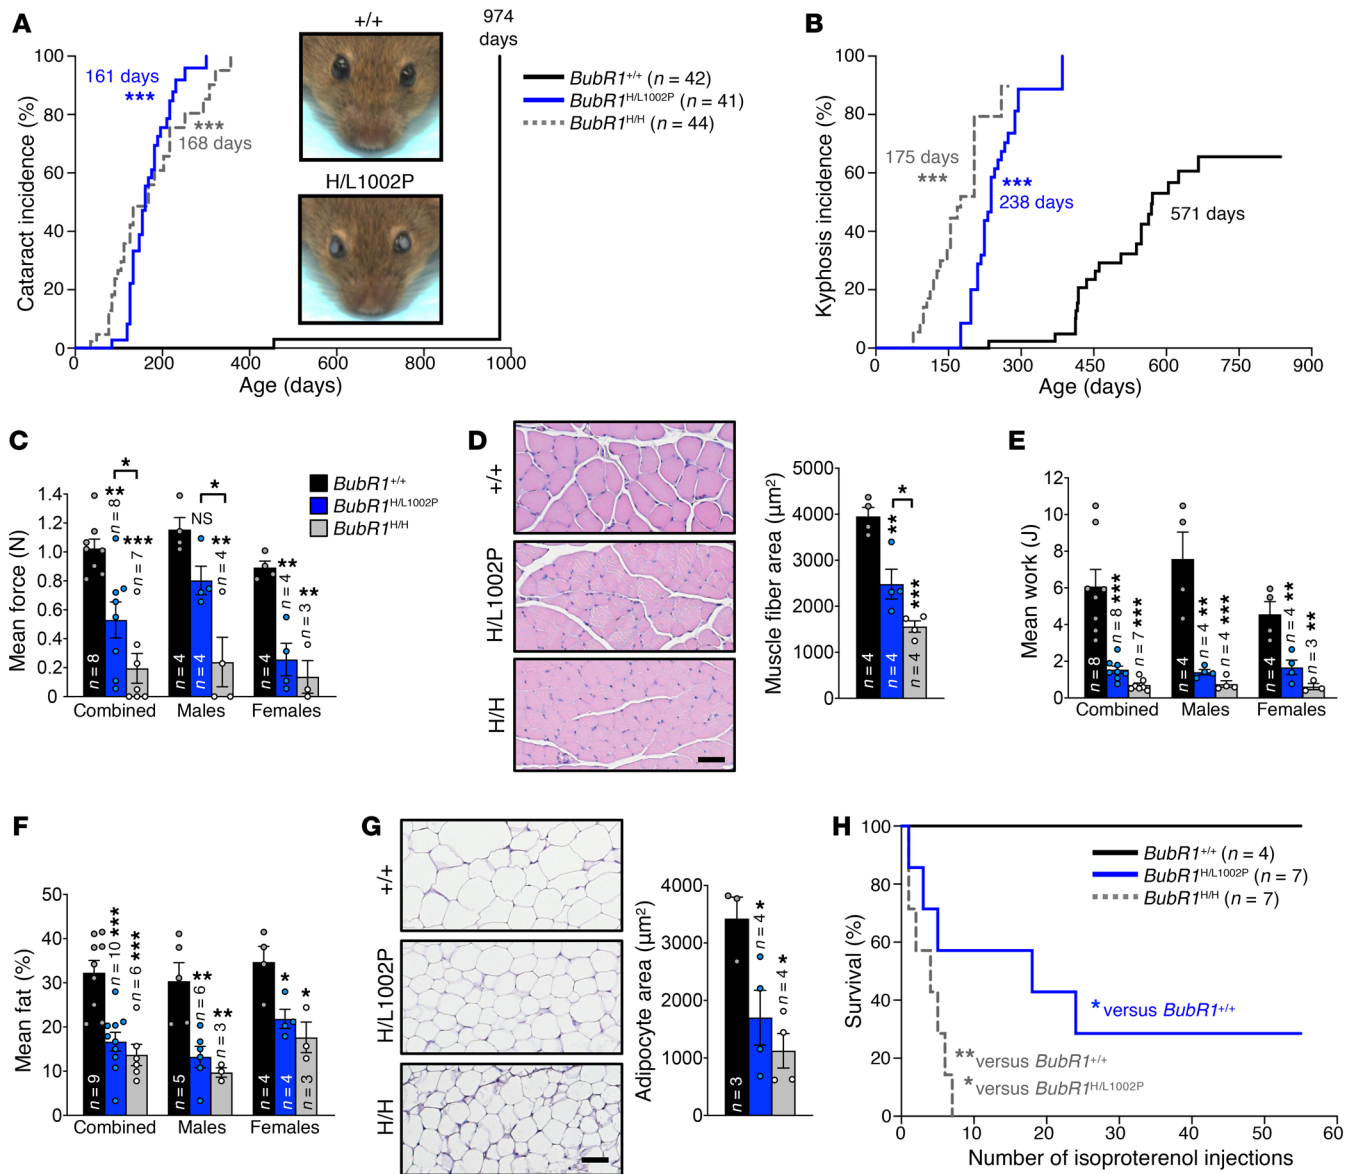 A
+/+
974
days
Cataract incidence (%)
100
80
60
40
20
0
161 days
***
***
168 days
H/L1002P
0
200
400
600
800
1000
Age (days)
BubR1+/+ (n = 42)
BubR1H/L1002P (n = 41)
BubR1H/H (n = 44)
B
Kyphosis incidence (%)
100
80
60
40
20
0
175 days
***
***
238 days
571 days
0
150
300
450
600
750
900
Age (days)
C
Mean force (N)
1.4
1.2
1.0
0.8
0.6
0.4
0.2
0
*
**
n = 8
***
n = 7
n = 8
*
NS
**
n = 4
n = 4
n = 4
**
n = 4
**
n = 3
n = 4
Combined
Males
Females
BubR1+/+
BubR1H/L1002P
BubR1H/H
D
+/+
H/L1002P
H/H
Muscle fiber area (µm2)
5000
4000
3000
2000
1000
0
*
**
***
n = 4
n = 4
n = 4
E
Mean work (J)
12
10
8
6
4
2
0
n = 8
n = 8 ***
n = 7 ***
n = 4
n = 4 **
n = 4 ***
n = 4
n = 4 **
n = 3 **
Combined
Males
Females
F
Mean fat (%)
50
40
30
20
10
0
n = 9
n = 10 ***
n = 6 ***
n = 5
**
n = 6
**
n = 3
n = 4
*
n = 4
*
n = 3
Combined
Males
Females
G
+/+
H/L1002P
H/H
Adipocyte area (µm2)
4000
3000
2000
1000
0
n = 3
*
n = 4
*
n = 4
H
Survival (%)
100
80
60
40
20
0
BubR1+/+ (n = 4)
BubR1H/L1002P (n = 7)
BubR1H/H (n = 7)
* versus BubR1+/+
** versus BubR1+/+
* versus BubR1H/L1002P
0
10
20
30
40
50
60
Number of isoproterenol injections